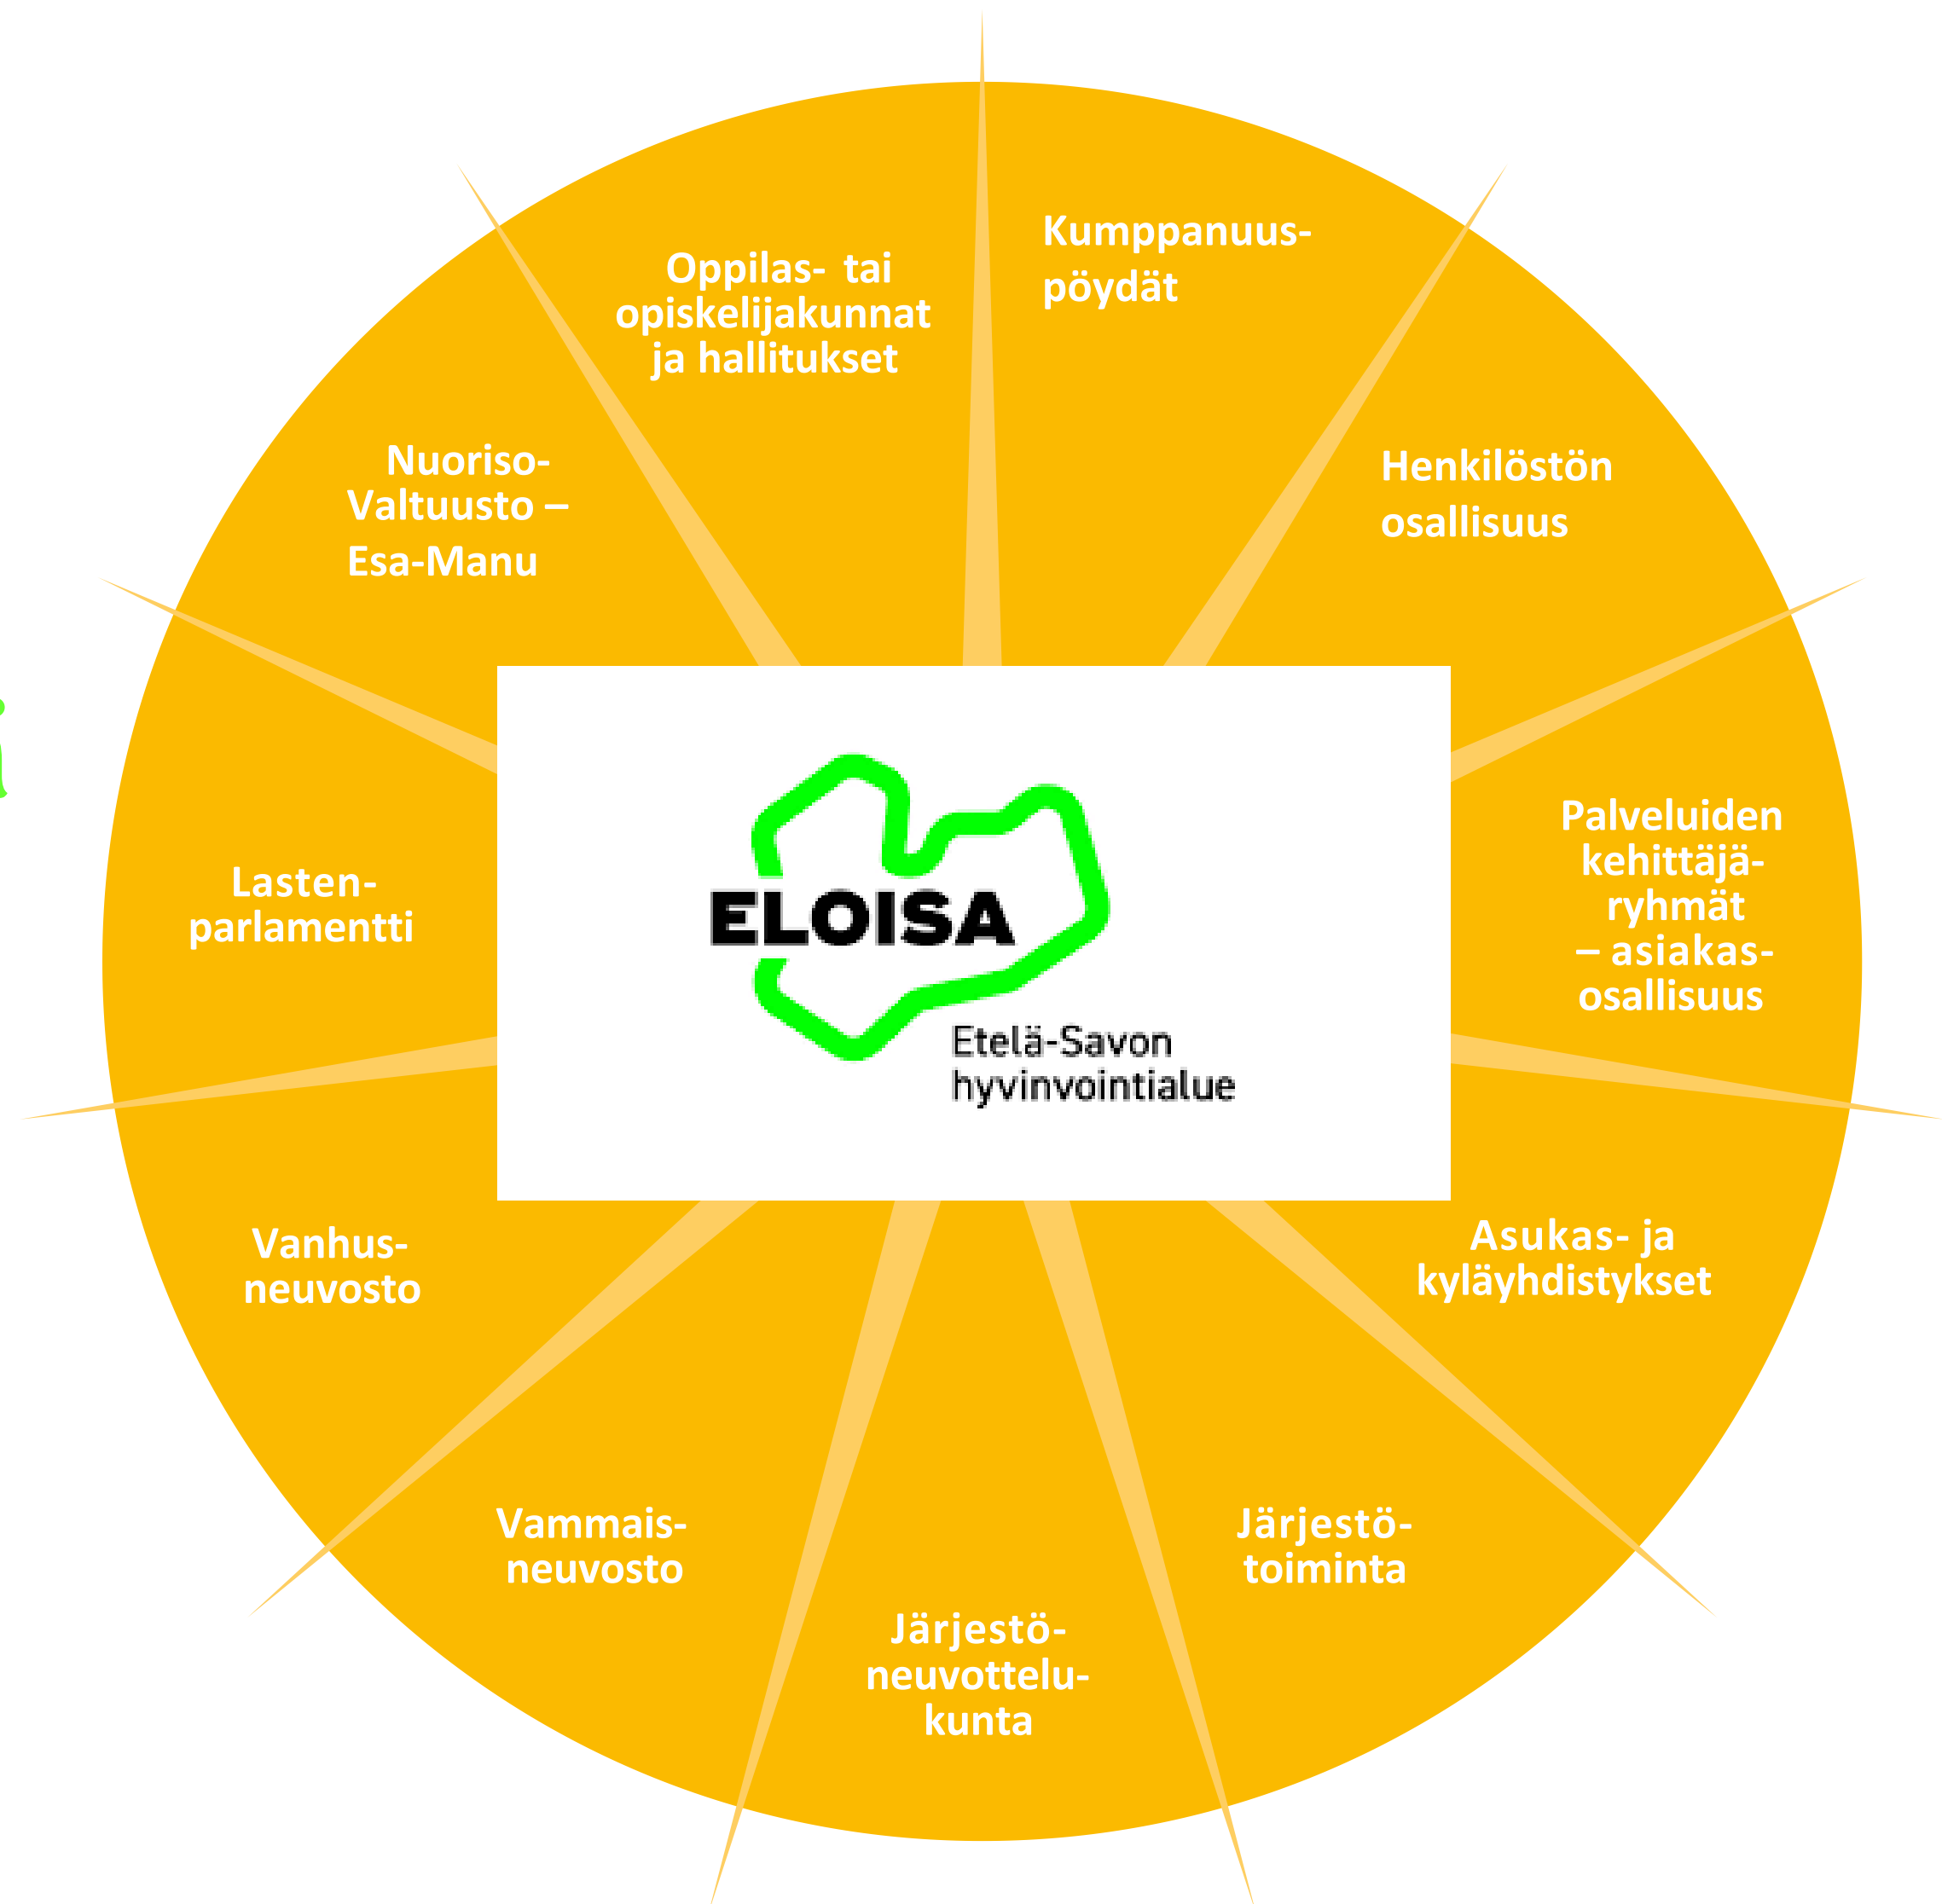 Kumppanuus-
pöydät
Henkilöstön
osallisuus
Palveluiden
kehittäjä-
ryhmät
– asiakas-
osallisuus
Asukas- ja
kyläyhdistykset
Järjestö-
toiminta
Järjestö-
neuvottelu-
kunta
Vammais-
neuvosto
Vanhus-
neuvosto
Lasten-
parlamentti
Nuoriso-
Valtuusto –
Esa-Manu
Oppilas- tai
opiskelijakunnat
ja hallitukset
ELOISA
Etelä-Savon
hyvinvointialue